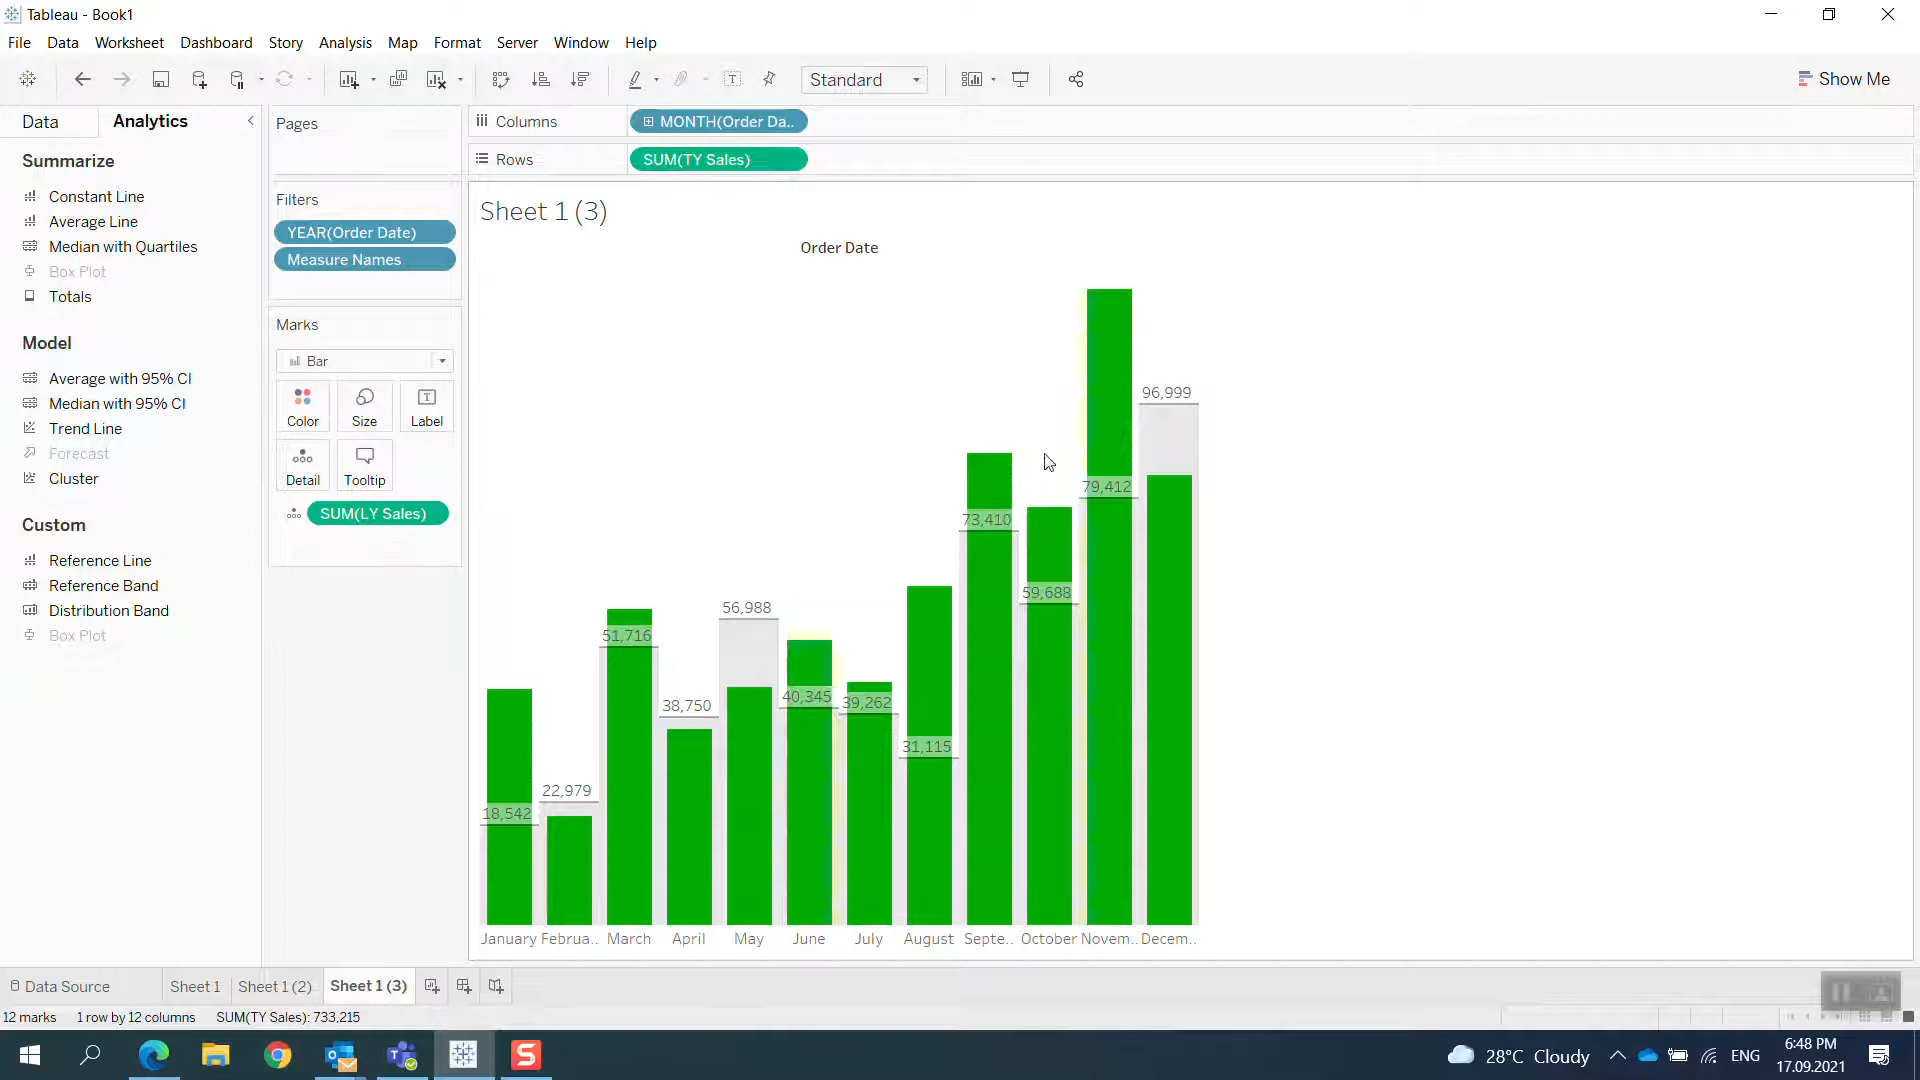 Tableau - Book1
File Data Worksheet Dashboard Story Analysis Map Format Server Window Help
Standard
Show Me
Data Analytics
Summarize
Constant Line
Average Line
Median with Quartiles
Box Plot
Totals
Model
Average with 95% CI
Median with 95% CI
Trend Line
Forecast
Cluster
Custom
Reference Line
Reference Band
Distribution Band
Box Plot
Pages
Filters
YEAR(Order Date)
Measure Names
Marks
Bar
Color Size Label
Detail Tooltip
SUM(LY Sales)
Columns MONTH(Order Da..
Rows SUM(TY Sales)
Sheet 1 (3)
Order Date
96,999
79,412
73,410
59,688
56,988
51,716
40,345
39,262
38,750
31,115
22,979
18,542
January Februa.. March April May June July August Septe.. October Novem.. Decem..
Data Source Sheet 1 Sheet 1 (2) Sheet 1 (3)
12 marks 1 row by 12 columns SUM(TY Sales): 733,215
28°C Cloudy ENG
6:48 PM
17.09.2021